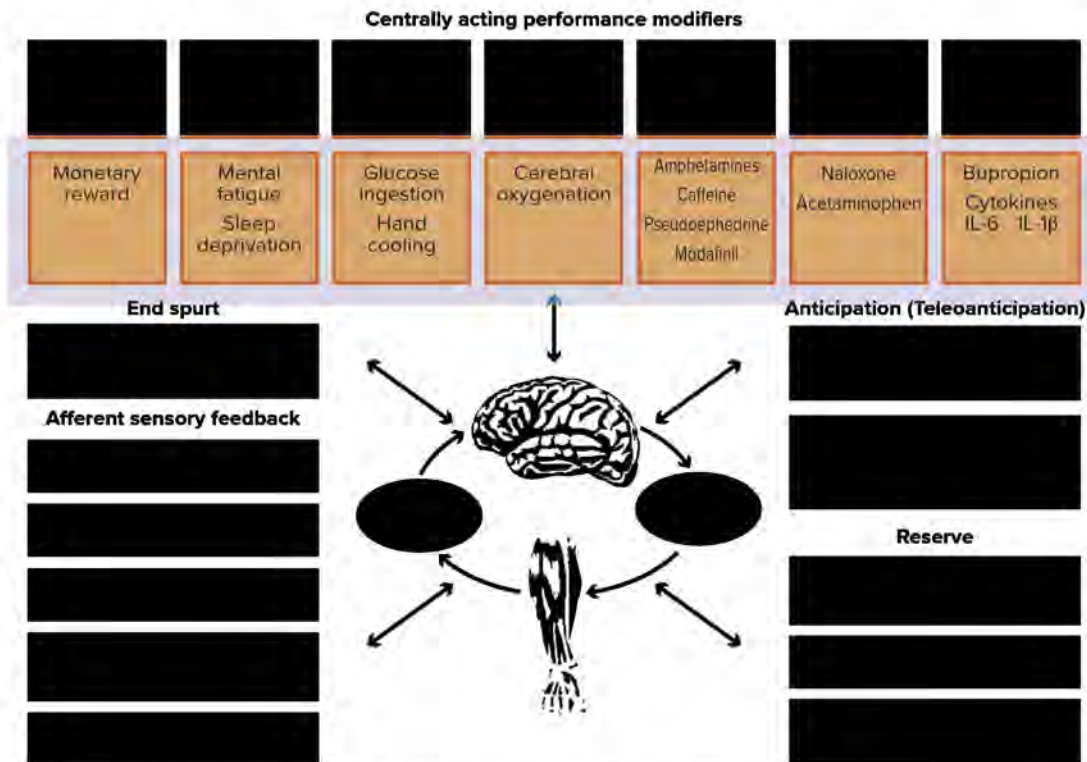 Centrally acting performance modifiers
Monetary
reward
Mental
fatigue
Sleep
deprivation
Glucose
ingestion
Hand
cooling
Cerebral
oxygenation
Amphetamines
Caffeine
Pseudoephedrine
Modafinil
Naloxone
Acetaminophen
Bupropion
Cytokines
IL-6 1L-1β
End spurt
Anticipation (Teleoanticipation)
Afferent sensory feedback
Reserve